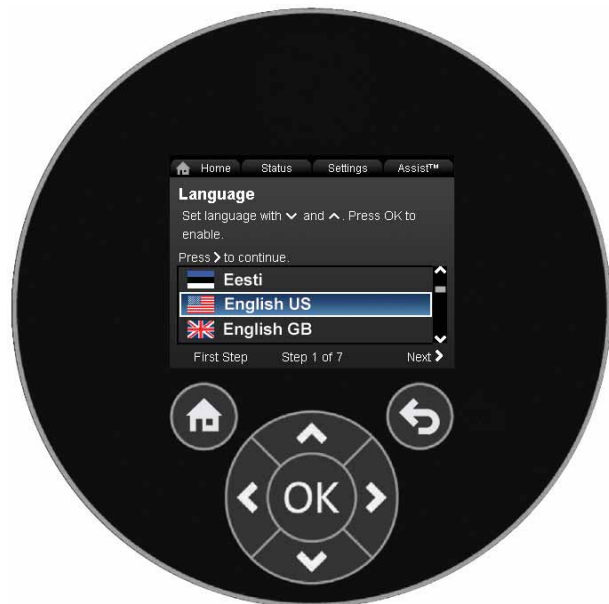 Home Status Settings Assist™
Language
Set language with and . Press OK to
enable.
Press > to continue.
Eesti
English US
English GB
First Step Step 1 of 7 Next >
OK